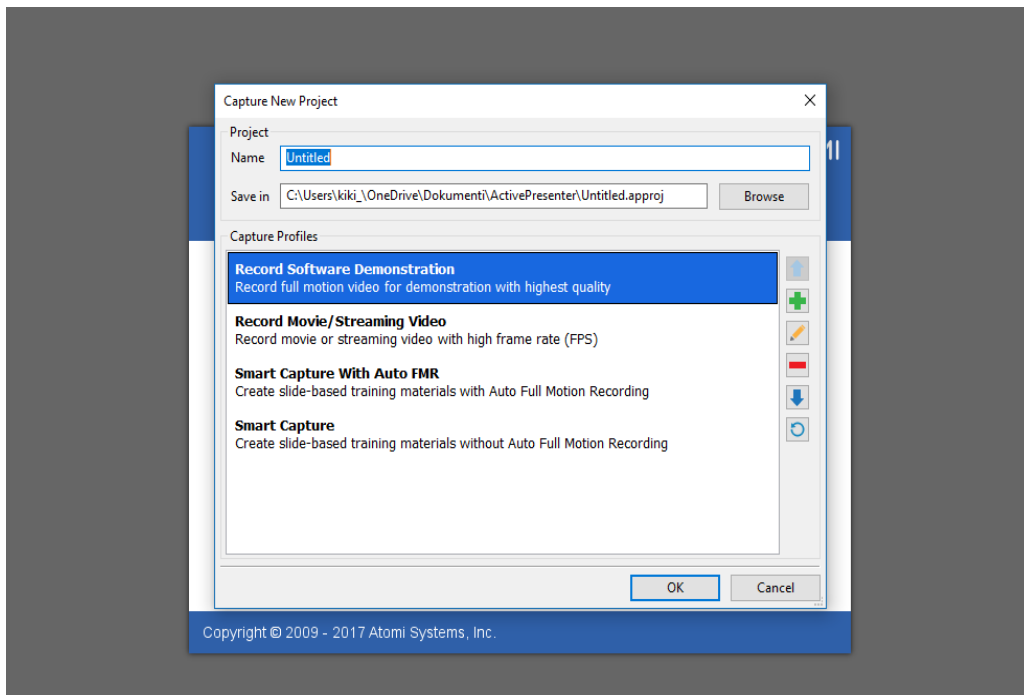 Capture New Project
Project
Name Untitled
Save in C:\Users\kiki_\OneDrive\Dokumenti\ActivePresenter\Untitled.approj Browse
Capture Profiles
Record Software Demonstration
Record full motion video for demonstration with highest quality
Record Movie/Streaming Video
Record movie or streaming video with high frame rate (FPS)
Smart Capture With Auto FMR
Create slide-based training materials with Auto Full Motion Recording
Smart Capture
Create slide-based training materials without Auto Full Motion Recording
OK Cancel
Copyright © 2009 - 2017 Atomi Systems, Inc.